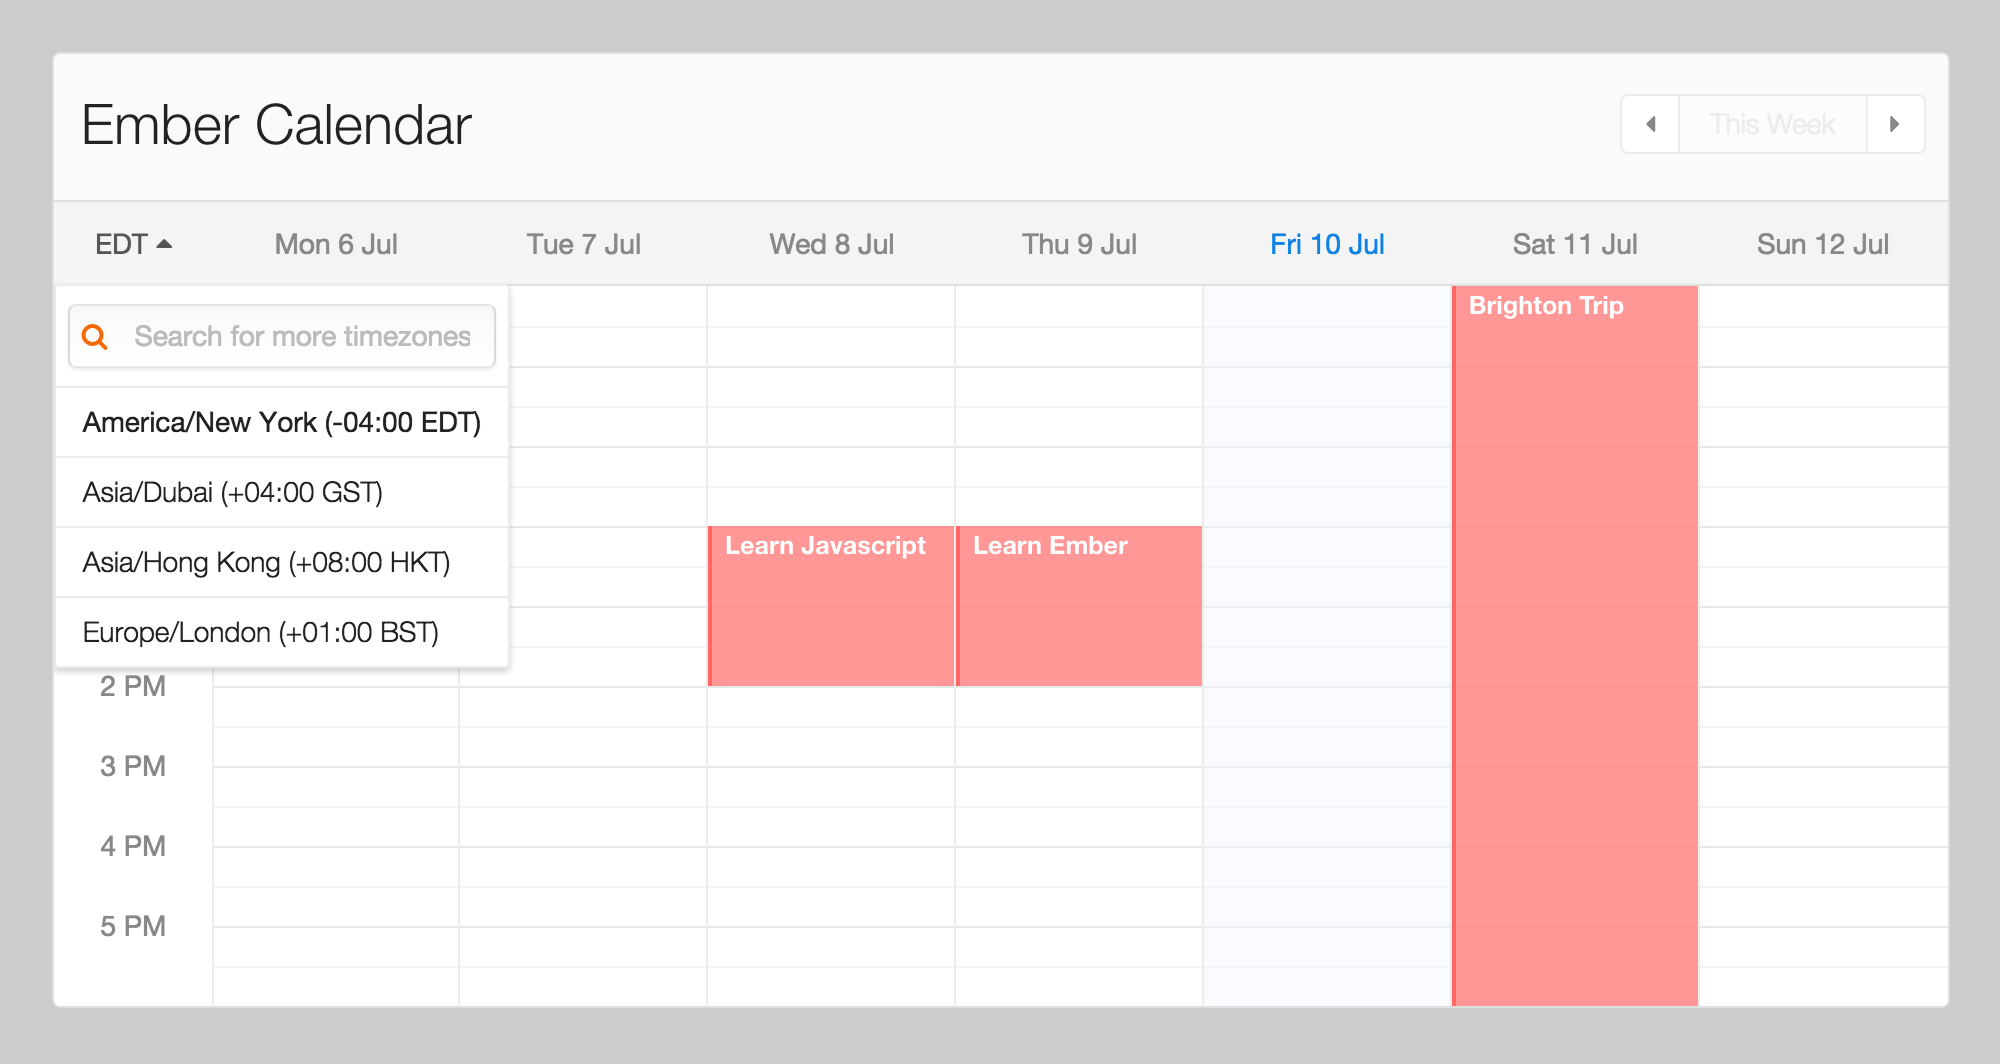 Ember Calendar
This Week
EDT
Mon 6 Jul
Tue 7 Jul
Wed 8 Jul
Thu 9 Jul
Fri 10 Jul
Sat 11 Jul
Sun 12 Jul
Search for more timezones
America/New York (-04:00 EDT)
Asia/Dubai (+04:00 GST)
Asia/Hong Kong (+08:00 HKT)
Europe/London (+01:00 BST)
Brighton Trip
Learn Javascript
Learn Ember
2 PM
3 PM
4 PM
5 PM